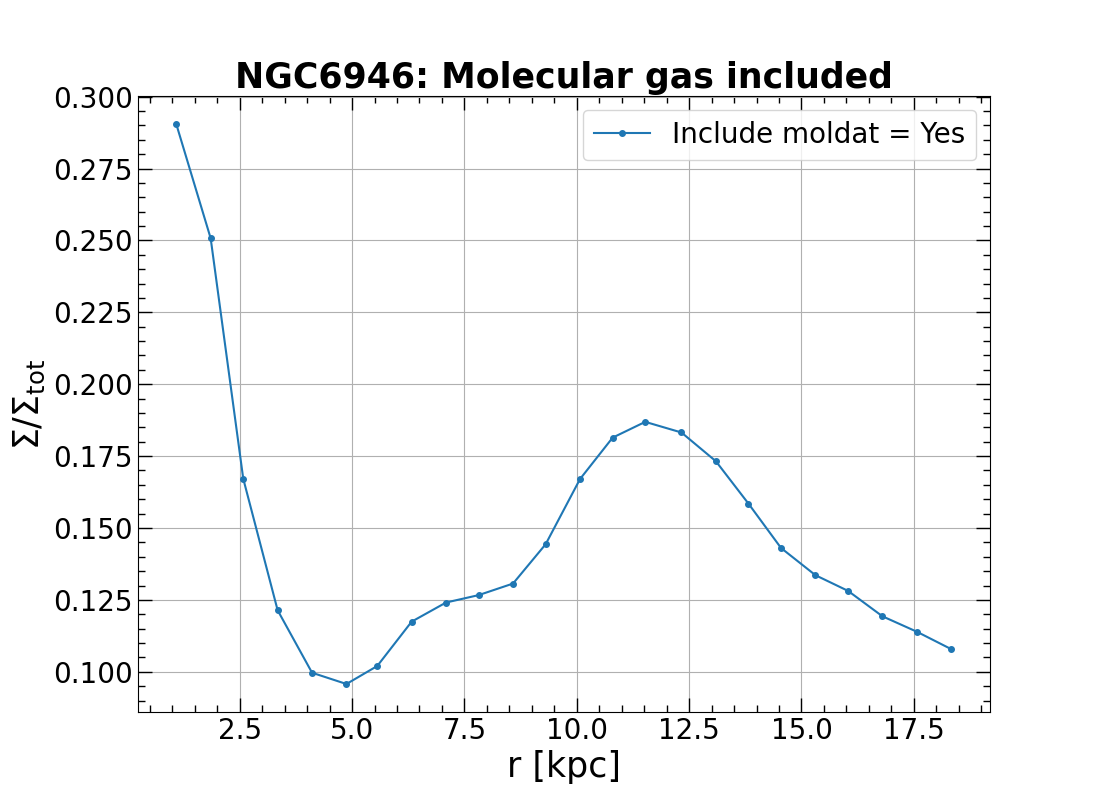 NGC6946: Molecular gas included
Include moldat = Yes
0.300
0.275
0.250
0.225
0.200
0.175
0.150
0.125
0.100
Σ/Σtot
2.5 5.0 7.5 10.0 12.5 15.0 17.5
r [kpc]